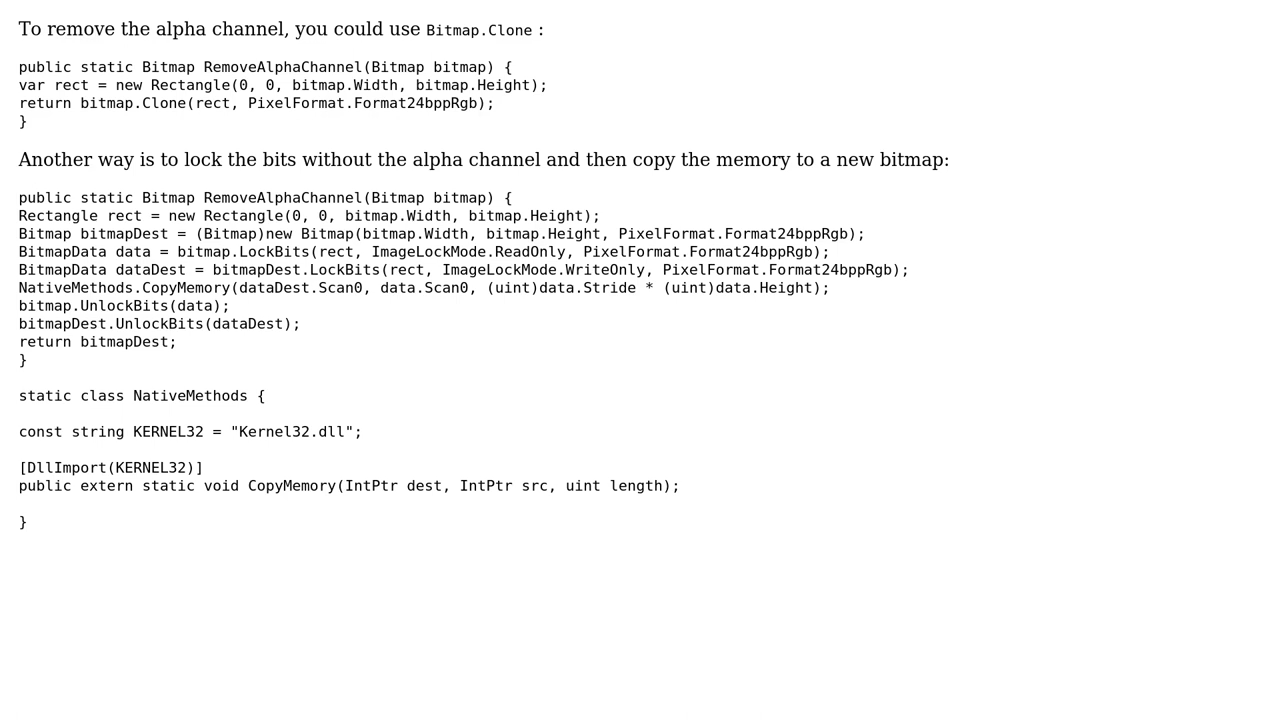 To remove the alpha channel, you could use Bitmap.Clone :
public static Bitmap RemoveAlphaChannel(Bitmap bitmap) {
var rect = new Rectangle(0, 0, bitmap.Width, bitmap.Height);
return bitmap.Clone(rect, PixelFormat.Format24bppRgb);
}
Another way is to lock the bits without the alpha channel and then copy the memory to a new bitmap:
public static Bitmap RemoveAlphaChannel(Bitmap bitmap) {
Rectangle rect = new Rectangle(0, 0, bitmap.Width, bitmap.Height);
Bitmap bitmapDest = (Bitmap)new Bitmap(bitmap.Width, bitmap.Height, PixelFormat.Format24bppRgb);
BitmapData data = bitmap.LockBits(rect, ImageLockMode.ReadOnly, PixelFormat.Format24bppRgb);
BitmapData dataDest = bitmapDest.LockBits(rect, ImageLockMode.WriteOnly, PixelFormat.Format24bppRgb);
NativeMethods.CopyMemory(dataDest.Scan0, data.Scan0, (uint)data.Stride * (uint)data.Height);
bitmap.UnlockBits(data);
bitmapDest.UnlockBits(dataDest);
return bitmapDest;
}
static class NativeMethods {
const string KERNEL32 = "Kernel32.dll";
[DllImport(KERNEL32)]
public extern static void CopyMemory(IntPtr dest, IntPtr src, uint length);
}